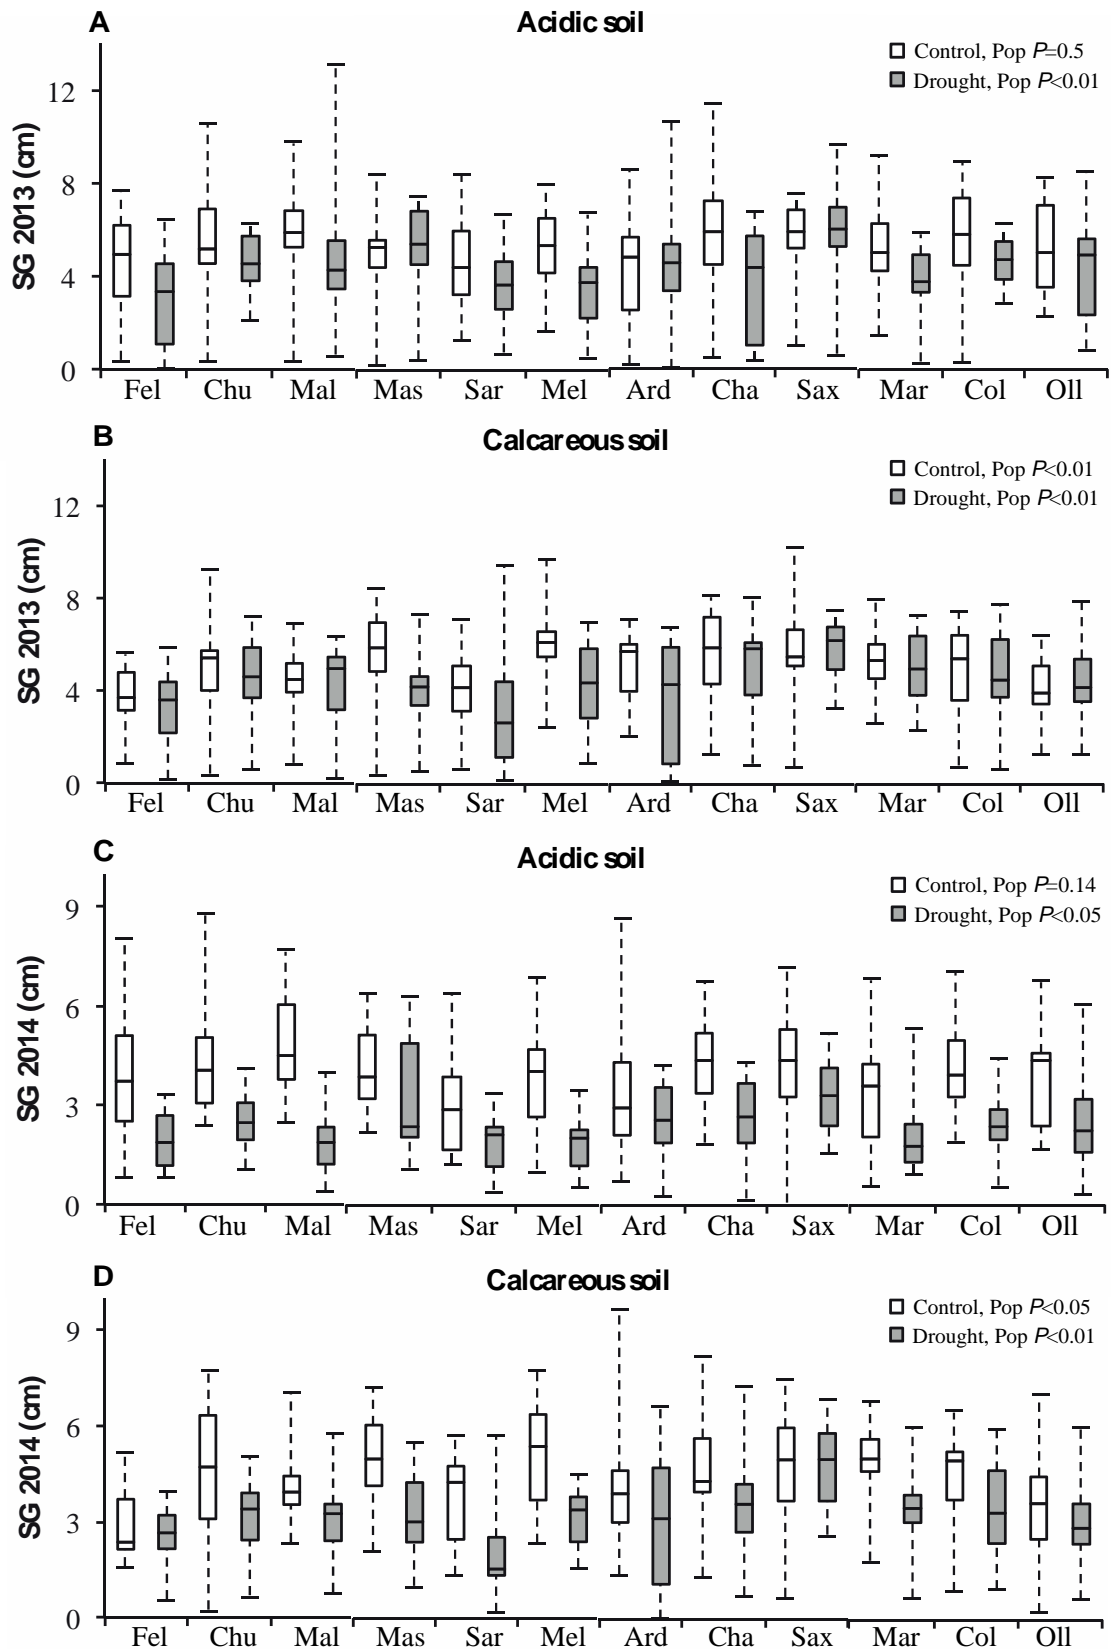 A
Acidic soil
Control, Pop P=0.5
Drought, Pop P<0.01
SG 2013 (cm)
12
8
4
0
Fel Chu Mal Mas Sar Mel Ard Cha Sax Mar Col Oll
B
Calcareous soil
Control, Pop P<0.01
Drought, Pop P<0.01
SG 2013 (cm)
12
8
4
0
Fel Chu Mal Mas Sar Mel Ard Cha Sax Mar Col Oll
C
Acidic soil
Control, Pop P=0.14
Drought, Pop P<0.05
SG 2014 (cm)
9
6
3
0
Fel Chu Mal Mas Sar Mel Ard Cha Sax Mar Col Oll
D
Calcareous soil
Control, Pop P<0.05
Drought, Pop P<0.01
SG 2014 (cm)
9
6
3
0
Fel Chu Mal Mas Sar Mel Ard Cha Sax Mar Col Oll